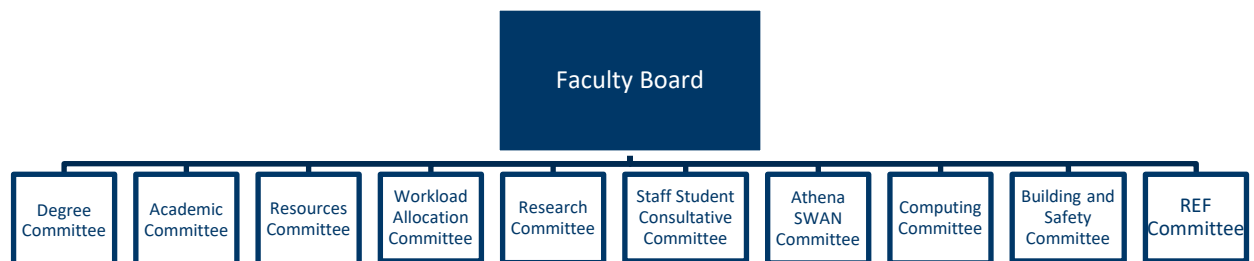 Faculty Board
Degree
Committee
Academic
Committee
Resources
Committee
Workload
Allocation
Committee
Research
Committee
Staff Student
Consultative
Committee
Athena
SWAN
Committee
Computing
Committee
Building and
Safety
Committee
REF
Committee